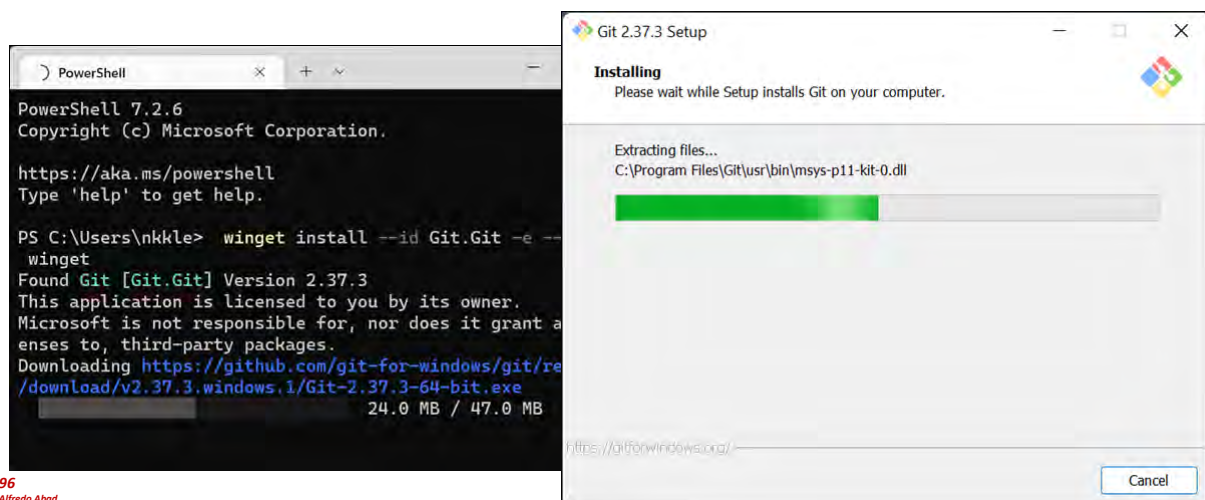 PowerShell
PowerShell 7.2.6
Copyright (c) Microsoft Corporation.
https://aka.ms/powershell
Type 'help' to get help.
PS C:\Users\nkkle> winget install --id Git.Git -e --
winget
Found Git [Git.Git] Version 2.37.3
This application is licensed to you by its owner.
Microsoft is not responsible for, nor does it grant a
enses to, third-party packages.
Downloading https://github.com/git-for-windows/git/re
/download/v2.37.3.windows.1/Git-2.37.3-64-bit.exe
24.0 MB / 47.0 MB
Git 2.37.3 Setup
Installing
Please wait while Setup installs Git on your computer.
Extracting files...
C:\Program Files\Git\usr\bin\msys-p11-kit-0.dll
https://gitforwindows.org/
Cancel
96
Alfredo Abad